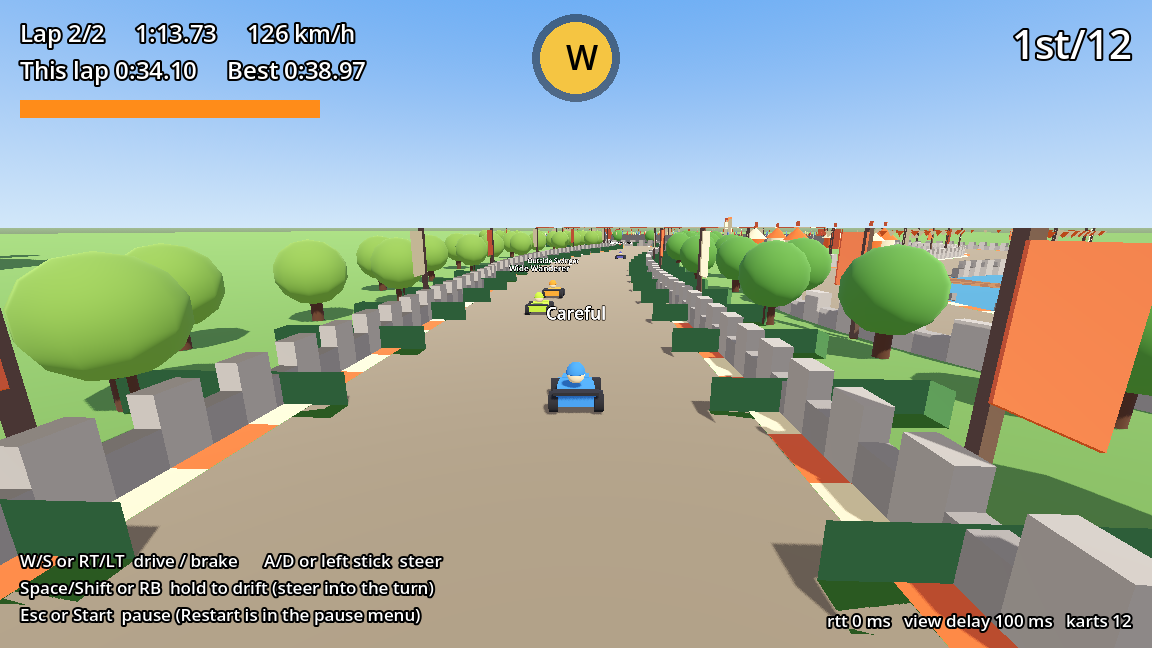 Lap 2/2 1:13.73 126 km/h
This lap 0:34.10 Best 0:38.97
W
1st/12
Wide Wanderer
Careful
W/S or RT/LT drive / brake A/D or left stick steer
Space/Shift or RB hold to drift (steer into the turn)
Esc or Start pause (Restart is in the pause menu)
rtt 0 ms view delay 100 ms karts 12